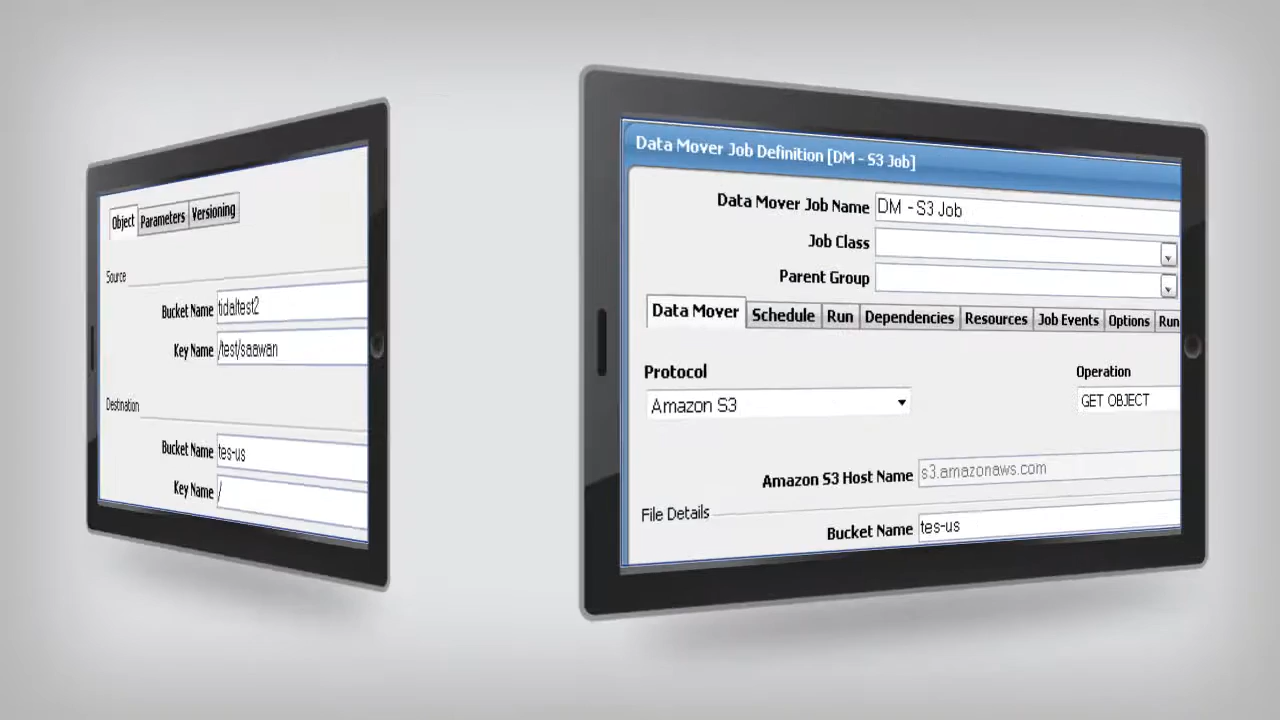 Object Parameters Versioning
Source
Bucket Name tidaltest2
Key Name /test/saawan
Destination
Bucket Name tes-us
Key Name /
Data Mover Job Definition [DM - S3 Job]
Data Mover Job Name DM - S3 Job
Job Class
Parent Group
Data Mover Schedule Run Dependencies Resources Job Events Options Run
Protocol Operation
Amazon S3 GET OBJECT
Amazon S3 Host Name s3.amazonaws.com
File Details
Bucket Name tes-us